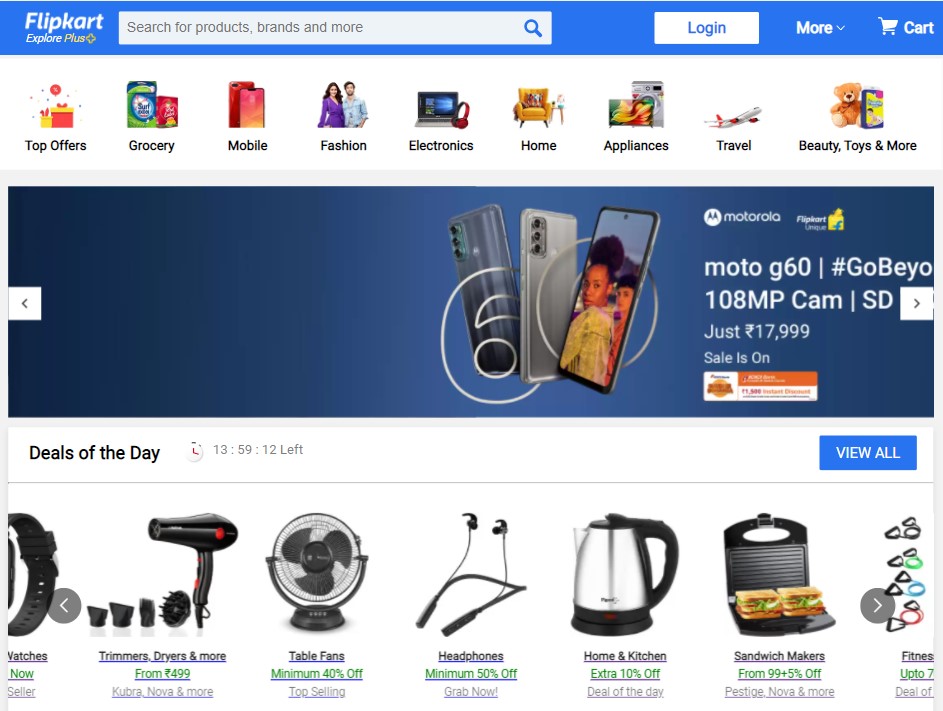 Flipkart
Explore Plus
Search for products, brands and more
Login
More
Cart
Top Offers
Grocery
Mobile
Fashion
Electronics
Home
Appliances
Travel
Beauty, Toys & More
motorola
Flipkart
Unique
moto g60 | #GoBeyo
108MP Cam | SD
Just ₹17,999
Sale Is On
₹1,500 Instant Discount
Deals of the Day
13 : 59 : 12 Left
VIEW ALL
Watches
Trimmers, Dryers & more
Table Fans
Headphones
Home & Kitchen
Sandwich Makers
Fitnes
Now
From ₹499
Minimum 40% Off
Minimum 50% Off
Extra 10% Off
From 99+5% Off
Upto 7
Seller
Kubra, Nova & more
Top Selling
Grab Now!
Deal of the day
Pestige, Nova & more
Deal of